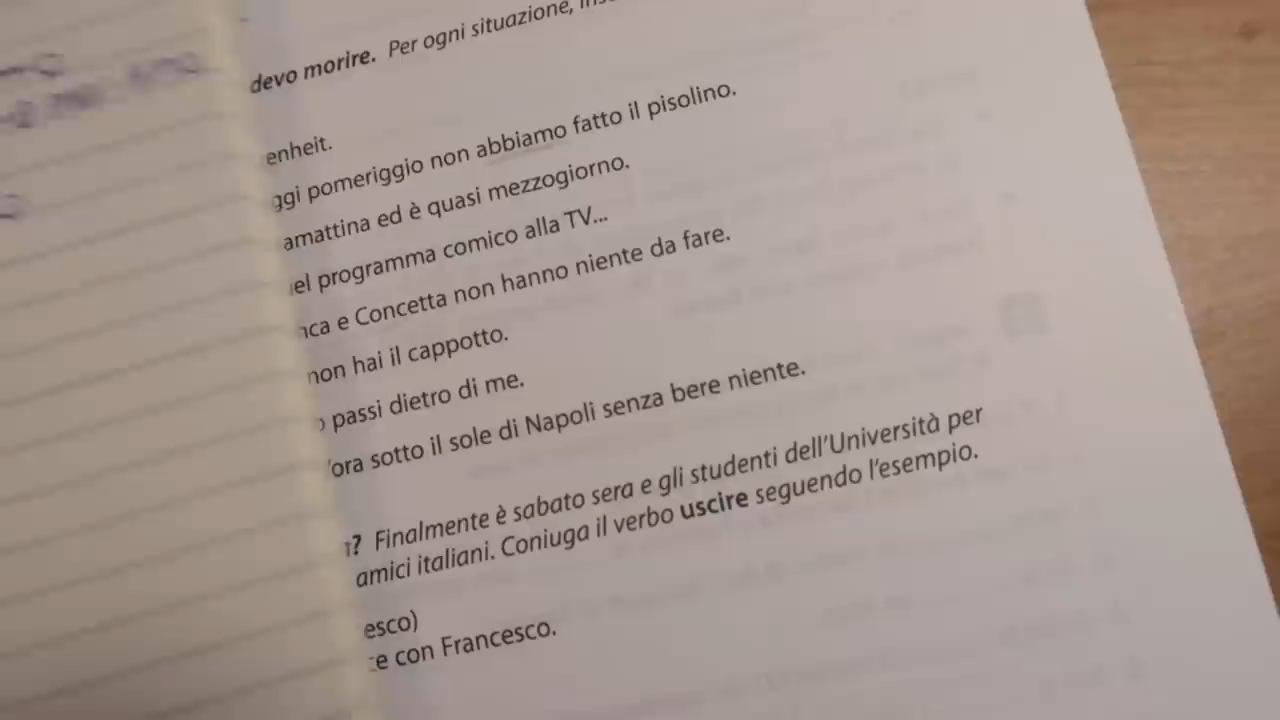 devo morire. Per ogni situazione,
enheit.
ggi pomeriggio non abbiamo fatto il pisolino.
amattina ed è quasi mezzogiorno.
el programma comico alla TV...
ca e Concetta non hanno niente da fare.
non hai il cappotto.
passi dietro di me.
'ora sotto il sole di Napoli senza bere niente.
? Finalmente è sabato sera e gli studenti dell'Università per
amici italiani. Coniuga il verbo uscire seguendo l'esempio.
esco)
e con Francesco.